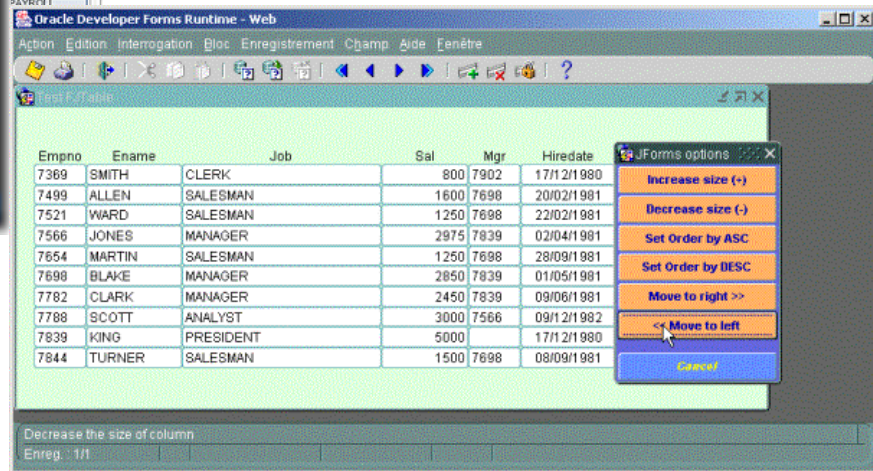 PAYROLL
Oracle Developer Forms Runtime - Web
Action Edition Interrogation Bloc Enregistrement Champ Aide Fenêtre
Test FJTable
Empno Ename Job Sal Mgr Hiredate
7369 SMITH CLERK 800 7902 17/12/1980
7499 ALLEN SALESMAN 1600 7698 20/02/1981
7521 WARD SALESMAN 1250 7698 22/02/1981
7566 JONES MANAGER 2975 7839 02/04/1981
7654 MARTIN SALESMAN 1250 7698 28/09/1981
7698 BLAKE MANAGER 2850 7839 01/05/1981
7782 CLARK MANAGER 2450 7839 09/06/1981
7788 SCOTT ANALYST 3000 7566 09/12/1982
7839 KING PRESIDENT 5000 17/12/1980
7844 TURNER SALESMAN 1500 7698 08/09/1981
JForms options
Increase size (+)
Decrease size (-)
Set Order by ASC
Set Order by DESC
Move to right >>
<< Move to left
Cancel
Decrease the size of column
Enreg. : 1/1